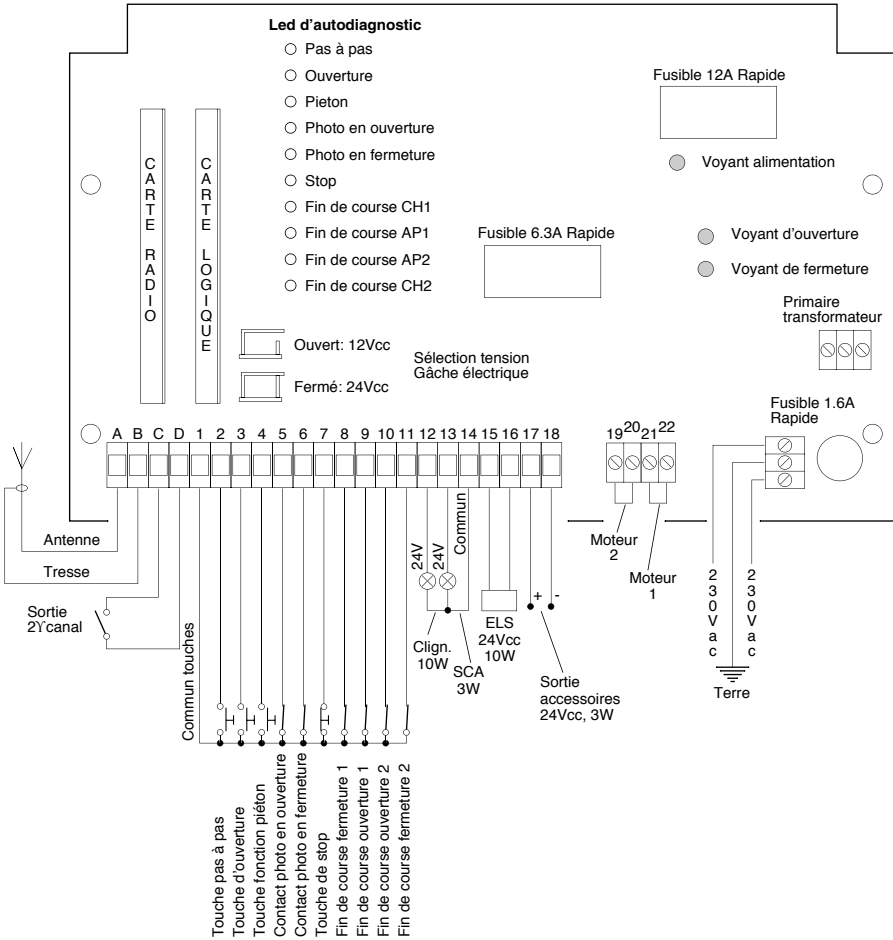 Led d'autodiagnostic
Pas à pas
Ouverture
Pieton
Photo en ouverture
Photo en fermeture
Stop
Fin de course CH1
Fin de course AP1
Fin de course AP2
Fin de course CH2
Fusible 12A Rapide
Voyant alimentation
Fusible 6.3A Rapide
Voyant d'ouverture
Voyant de fermeture
CARTE RADIO
CARTE LOGIQUE
Primaire
transformateur
Ouvert: 12Vcc
Fermé: 24Vcc
Sélection tension
Gâche électrique
Fusible 1.6A
Rapide
A B C D 1 2 3 4 5 6 7 8 9 10 11 12 13 14 15 16 17 18
19 20 21 22
Antenne
Tresse
Sortie
2ϒcanal
Commun touches
24V
24V
Commun
Clign.
10W
SCA
3W
ELS
24Vcc
10W
+ -
Sortie
accessoires
24Vcc, 3W
Moteur
2
Moteur
1
230Vac
230Vac
Terre
Touche pas à pas
Touche d'ouverture
Touche fonction piéton
Contact photo en ouverture
Contact photo en fermeture
Touche de stop
Fin de course fermeture 1
Fin de course ouverture 1
Fin de course ouverture 2
Fin de course fermeture 2